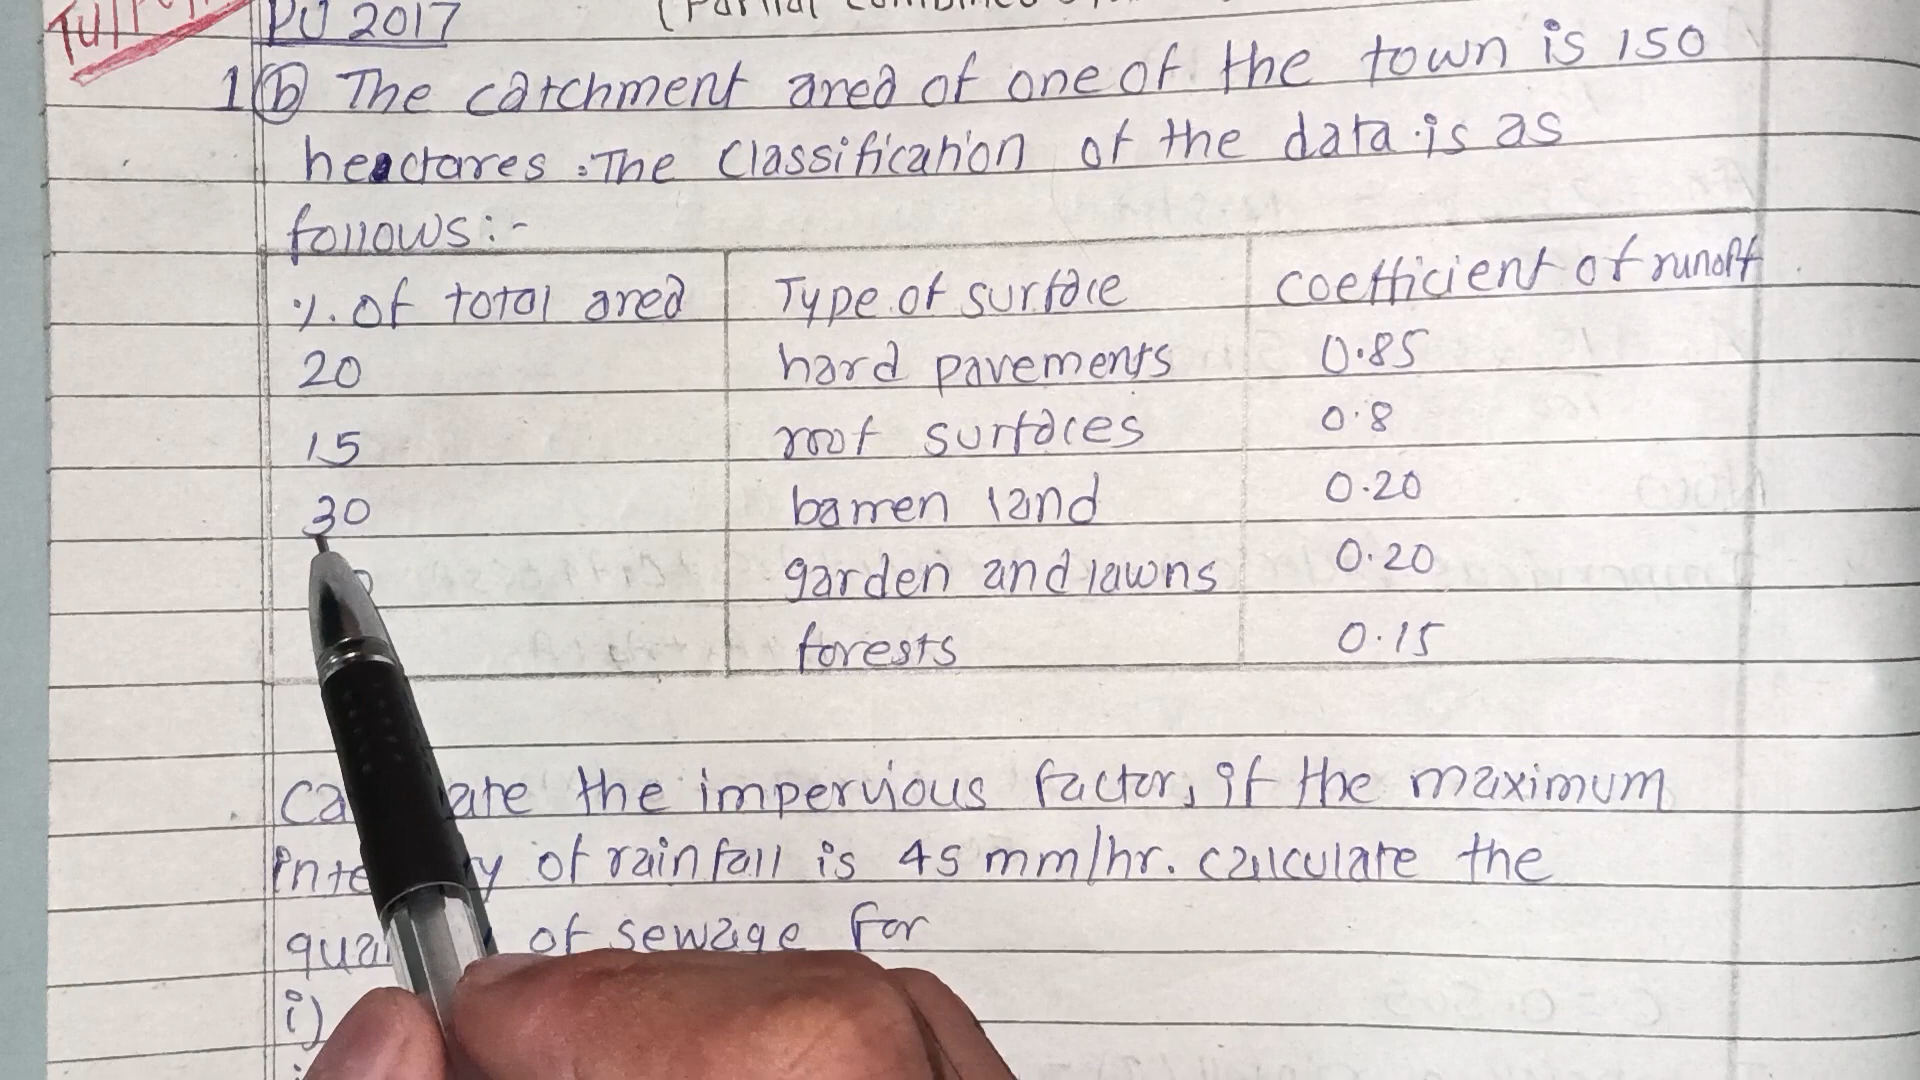 PU 2017
1 (b) The catchment area of one of the town is 150
hectares. The classification of the data is as
follows:-
%. of total area Type of surface coefficient of runoff
20 hard pavements 0.85
15 roof surfaces 0.8
30 barren land 0.20
garden and lawns 0.20
forests 0.15
the impervious factor, if the maximum
of rainfall is 45 mm/hr. calculate the
of sewage for
i)